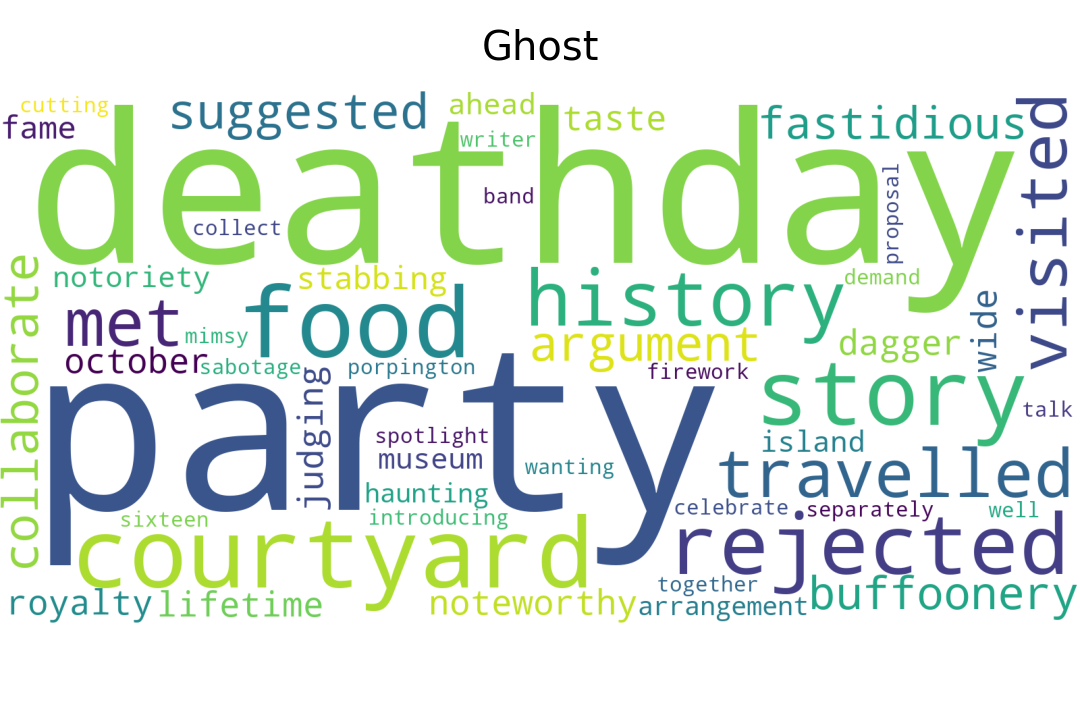 Ghost
cutting
fame
suggested
ahead
writer
taste
fastidious
visited
deathday
band
collect
proposal
notoriety
stabbing
history
demand
collaborate
met
mimsy
food
argument
dagger
wide
october
sabotage
porpington
firework
party
judging
story
talk
spotlight
museum
island
wanting
travelled
haunting
introducing
sixteen
celebrate
separately
well
courtyard
rejected
together
royalty
lifetime
noteworthy
arrangement
buffoonery